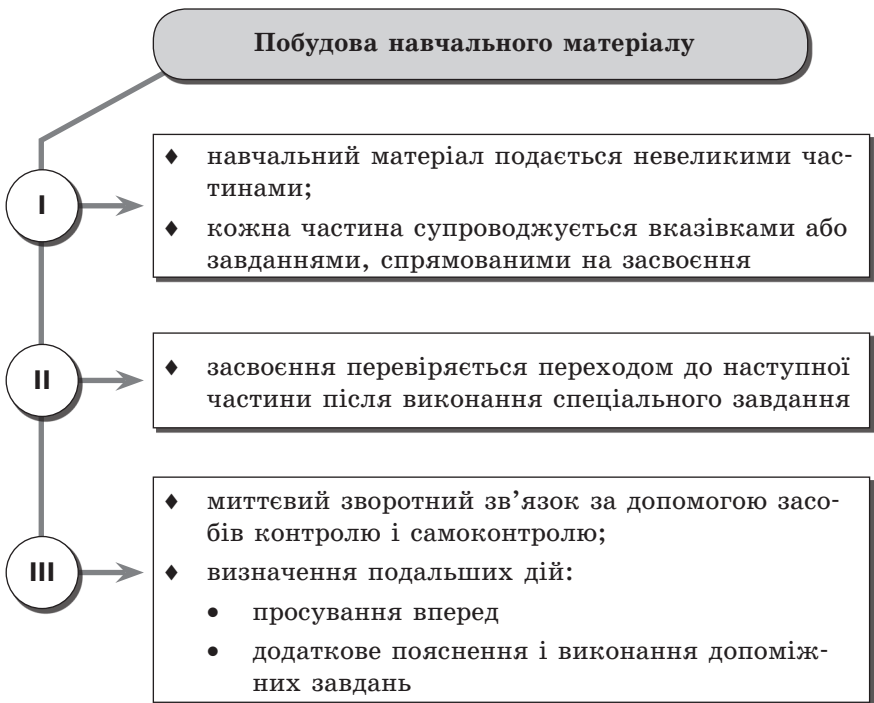 Побудова навчального матеріалу
I
♦ навчальний матеріал подається невеликими час-
тинами;
♦ кожна частина супроводжується вказівками або
завданнями, спрямованими на засвоєння
II
♦ засвоєння перевіряється переходом до наступної
частини після виконання спеціального завдання
III
♦ миттєвий зворотний зв’язок за допомогою засо-
бів контролю і самоконтролю;
♦ визначення подальших дій:
• просування вперед
• додаткове пояснення і виконання допоміж-
них завдань